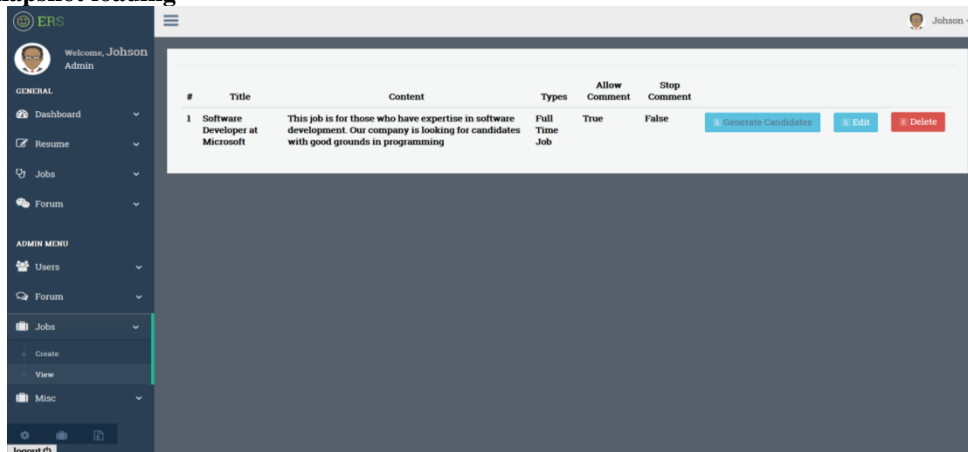 apshot loading
ERS
Johson
Welcome, Johson
Admin
GENERAL
Dashboard
Resume
Jobs
Forum
ADMIN MENU
Users
Forum
Jobs
Create
View
Misc
logout
# Title Content Types Allow Comment Stop Comment
1 Software Developer at Microsoft This job is for those who have expertise in software development. Our company is looking for candidates with good grounds in programming Full Time Job True False Generate Candidates Edit Delete